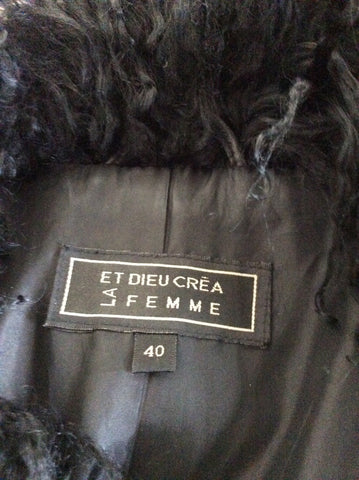 ET DIEU CRÉA
LA FEMME
40